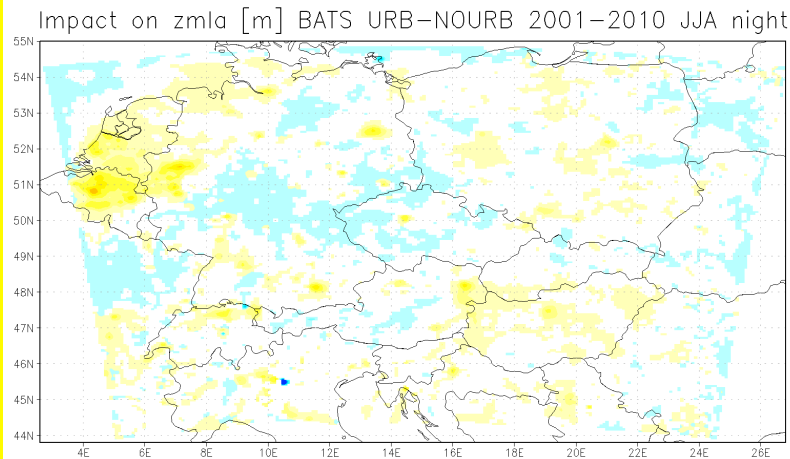 Impact on zmla [m] BATS URB-NOURB 2001-2010 JJA night
55N
54N
53N
52N
51N
50N
49N
48N
47N
46N
45N
44N
4E 6E 8E 10E 12E 14E 16E 18E 20E 22E 24E 26E